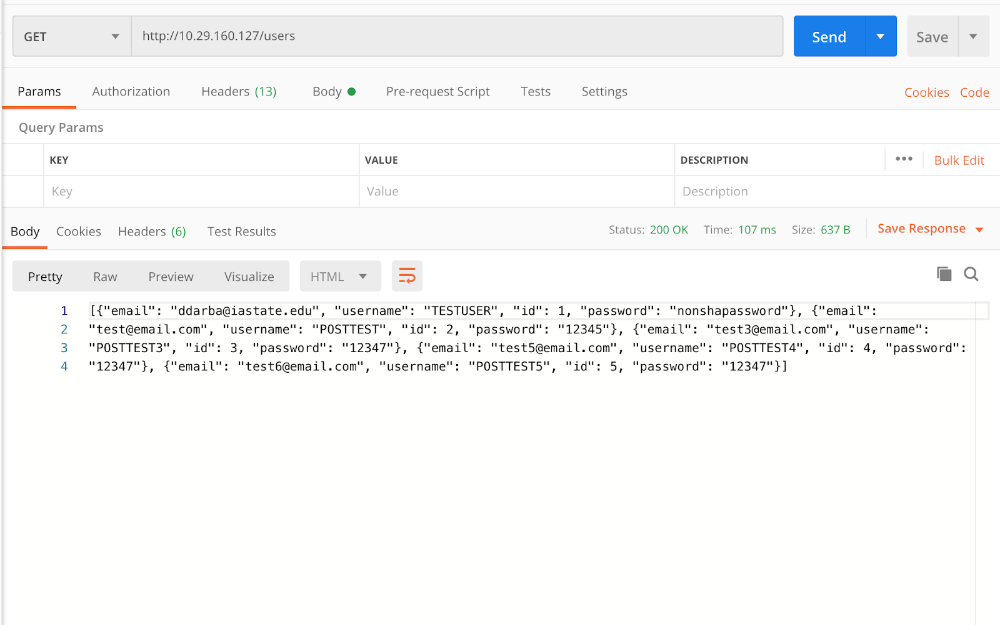 GET http://10.29.160.127/users Send Save
Params Authorization Headers (13) Body Pre-request Script Tests Settings Cookies Code
Query Params
KEY VALUE DESCRIPTION ••• Bulk Edit
Key Value Description
Body Cookies Headers (6) Test Results Status: 200 OK Time: 107 ms Size: 637 B Save Response
Pretty Raw Preview Visualize HTML
1 [{"email": "ddarba@iastate.edu", "username": "TESTUSER", "id": 1, "password": "nonshapassword"}, {"email":
2 "test@email.com", "username": "POSTTEST", "id": 2, "password": "12345"}, {"email": "test3@email.com", "username":
3 "POSTTEST3", "id": 3, "password": "12347"}, {"email": "test5@email.com", "username": "POSTTEST4", "id": 4, "password":
4 "12347"}, {"email": "test6@email.com", "username": "POSTTEST5", "id": 5, "password": "12347"}]